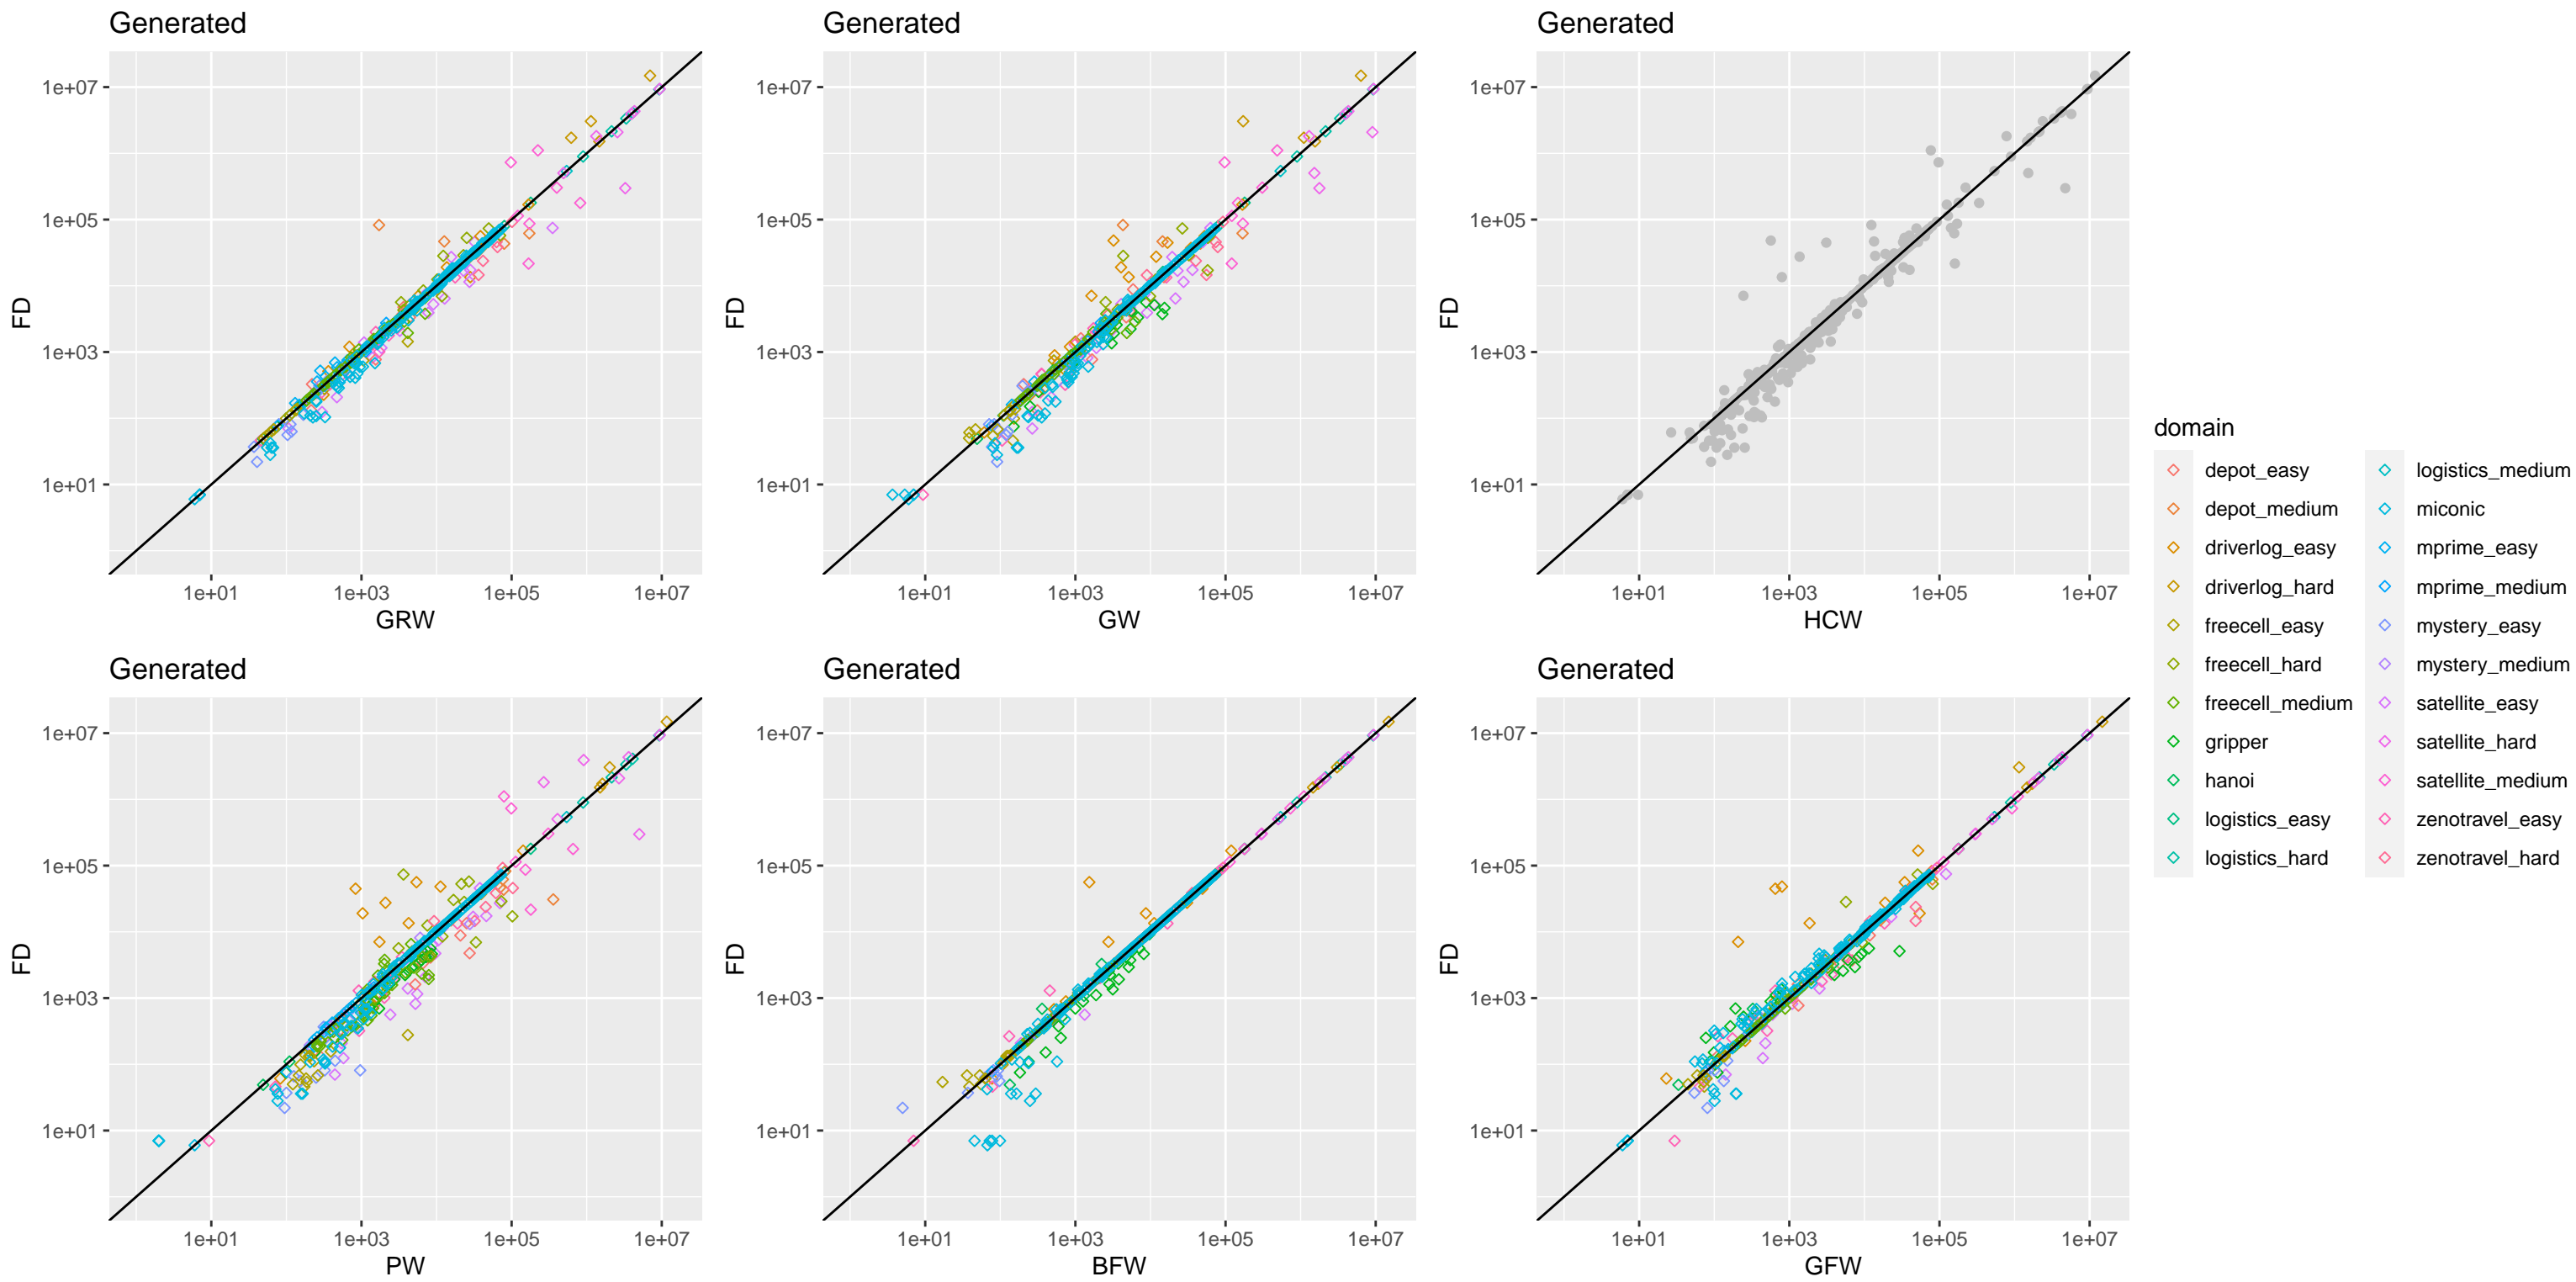 Generated
1e+07
1e+05
1e+03
1e+01
FD
1e+01 1e+03 1e+05 1e+07
GRW
Generated
1e+07
1e+05
1e+03
1e+01
FD
1e+01 1e+03 1e+05 1e+07
GW
Generated
1e+07
1e+05
1e+03
1e+01
FD
1e+01 1e+03 1e+05 1e+07
HCW
Generated
1e+07
1e+05
1e+03
1e+01
FD
1e+01 1e+03 1e+05 1e+07
PW
Generated
1e+07
1e+05
1e+03
1e+01
FD
1e+01 1e+03 1e+05 1e+07
BFW
Generated
1e+07
1e+05
1e+03
1e+01
FD
1e+01 1e+03 1e+05 1e+07
GFW
domain
depot_easy
depot_medium
driverlog_easy
driverlog_hard
freecell_easy
freecell_hard
freecell_medium
gripper
hanoi
logistics_easy
logistics_hard
logistics_medium
miconic
mprime_easy
mprime_medium
mystery_easy
mystery_medium
satellite_easy
satellite_hard
satellite_medium
zenotravel_easy
zenotravel_hard